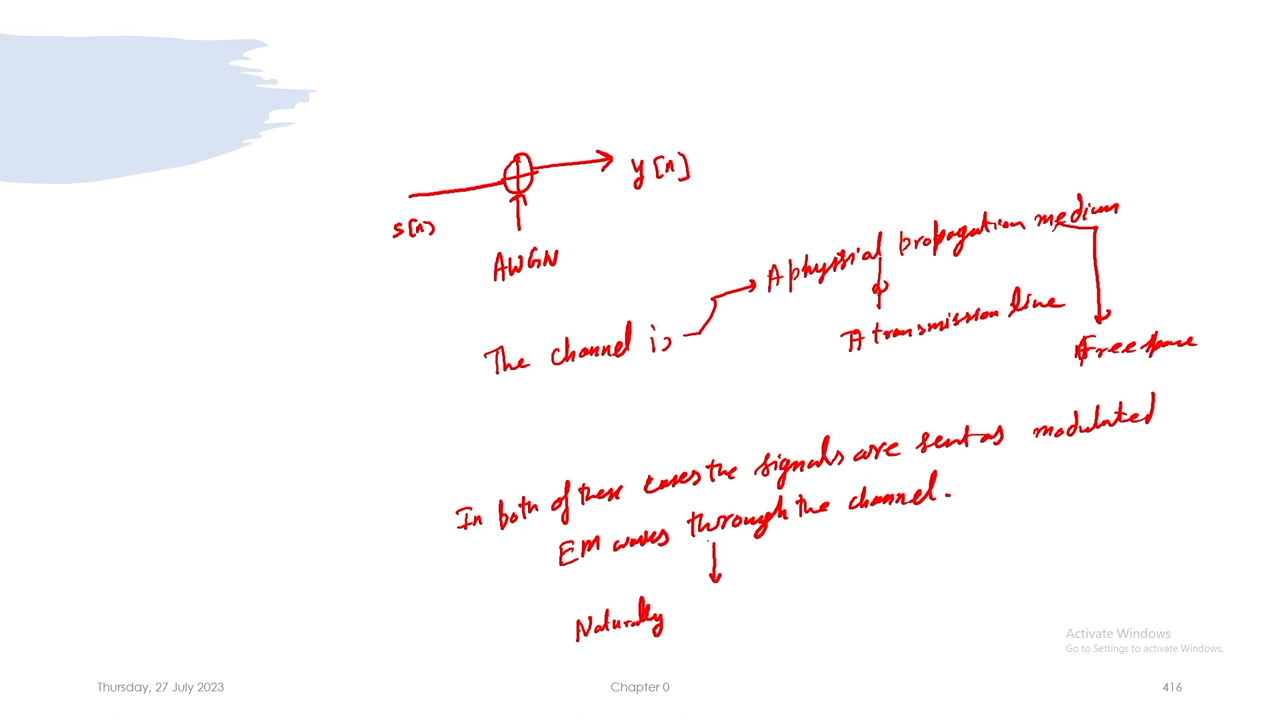 y[n]
s[n]
AWGN
A physical propagation medium
The channel is
A transmission line
Free space
In both of these cases the signals are sent as modulated
EM waves through the channel.
Naturally
Activate Windows
Go to Settings to activate Windows.
Thursday, 27 July 2023
Chapter 0
416